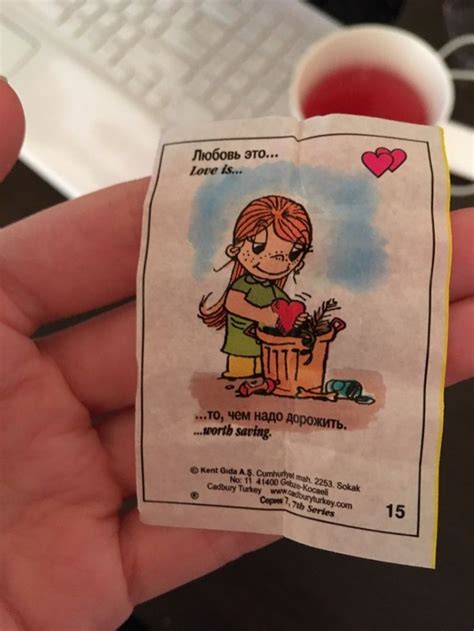 Любовь это...
Love is...
...то, чем надо дорожить.
...worth saving.
© Kent Gıda A.Ş. Cumhuriyet mah. 2253. Sokak
No: 11 41400 Gebze-Kocaeli
Cadbury Turkey www.cadburyturkey.com
Серия 7, 7th Series
®
15